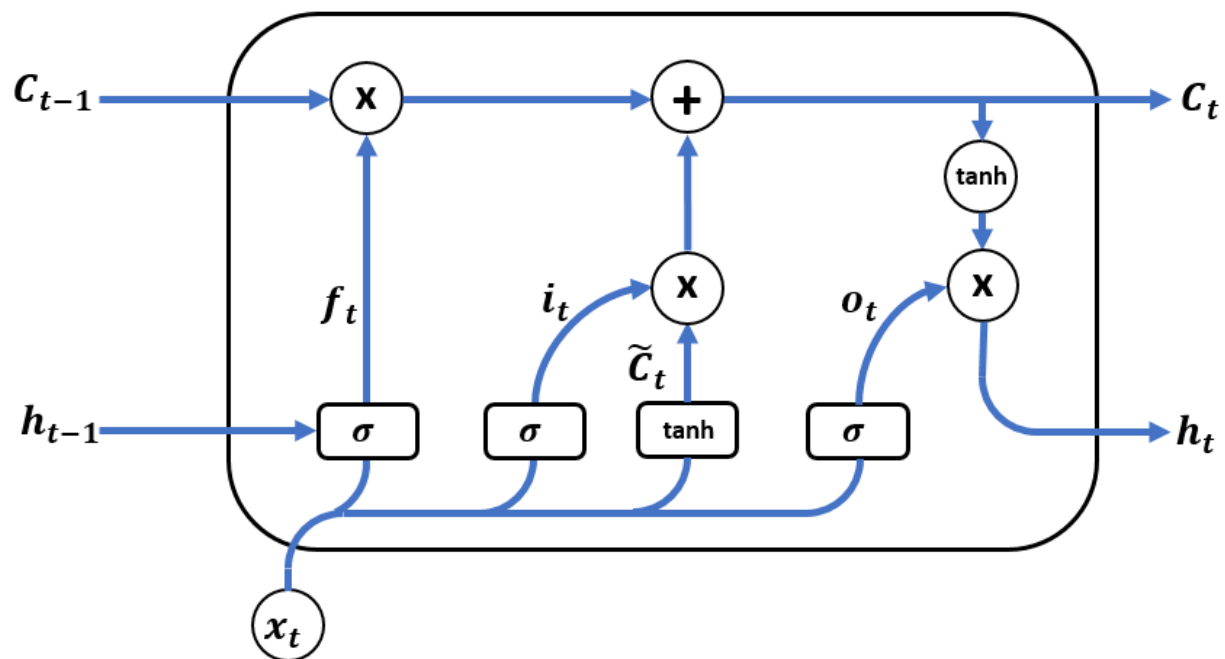 C_{t-1} x + C_t
tanh
f_t i_t x o_t x
C̃_t
h_{t-1} σ σ tanh σ h_t
x_t